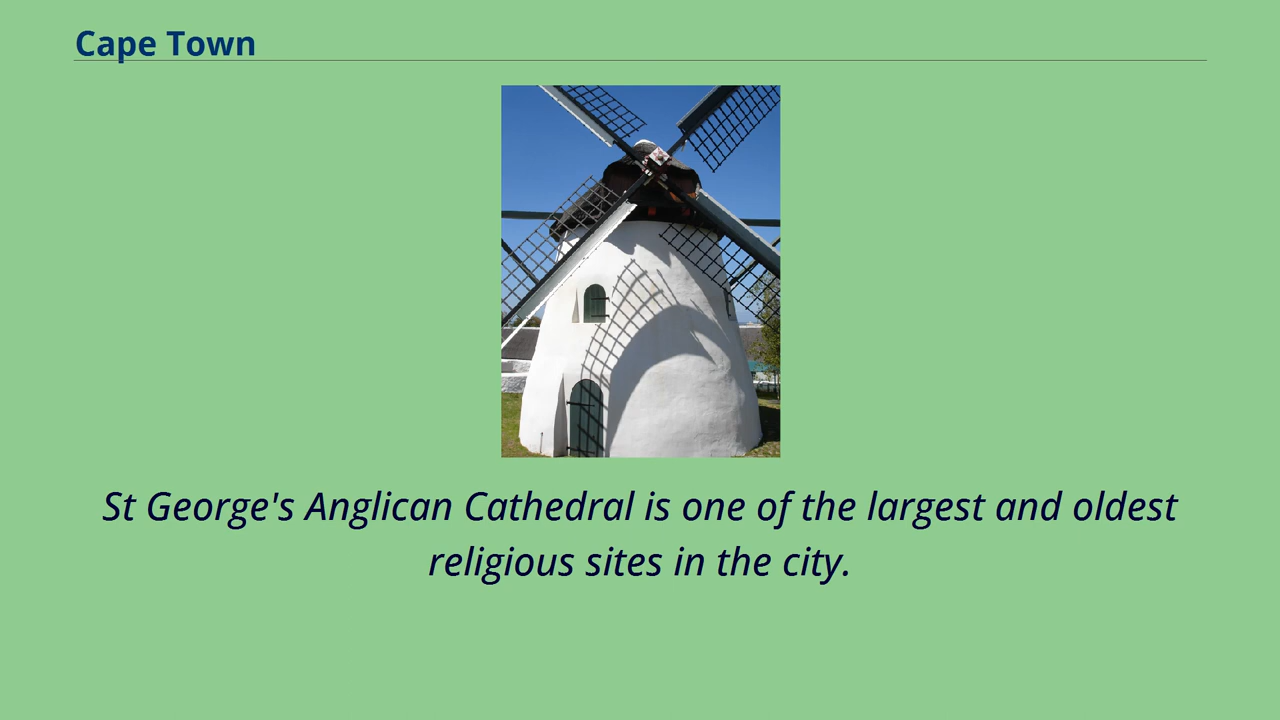 Cape Town
St George's Anglican Cathedral is one of the largest and oldest
religious sites in the city.